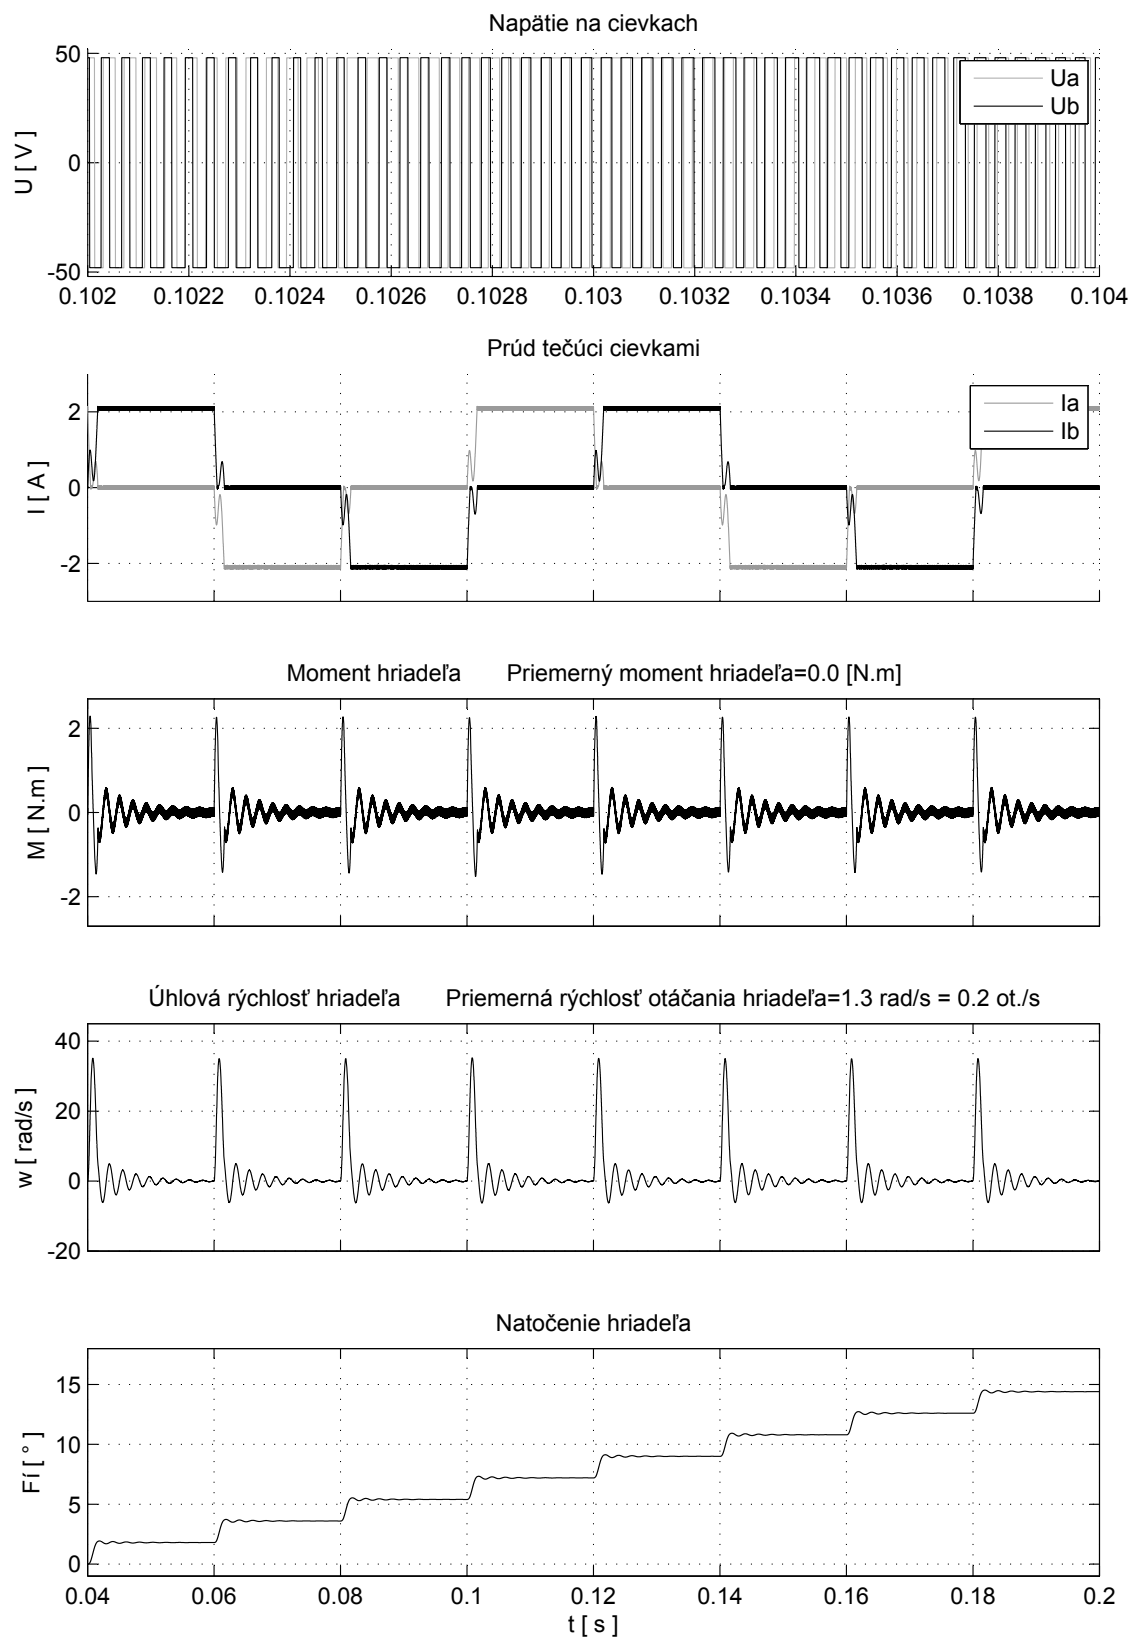 Napätie na cievkach
U [ V ]
50
0
-50
Ua
Ub
0.102 0.1022 0.1024 0.1026 0.1028 0.103 0.1032 0.1034 0.1036 0.1038 0.104
Prúd tečúci cievkami
I [ A ]
2
0
-2
Ia
Ib
Moment hriadeľa Priemerný moment hriadeľa=0.0 [N.m]
M [ N.m ]
2
0
-2
Úhlová rýchlosť hriadeľa Priemerná rýchlosť otáčania hriadeľa=1.3 rad/s = 0.2 ot./s
w [ rad/s ]
40
20
0
-20
Natočenie hriadeľa
Fí [ ° ]
15
10
5
0
0.04 0.06 0.08 0.1 0.12 0.14 0.16 0.18 0.2
t [ s ]